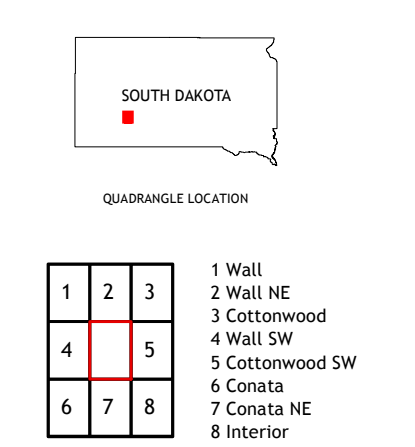 SOUTH DAKOTA
QUADRANGLE LOCATION
1 2 3
4 5
6 7 8
1 Wall
2 Wall NE
3 Cottonwood
4 Wall SW
5 Cottonwood SW
6 Conata
7 Conata NE
8 Interior